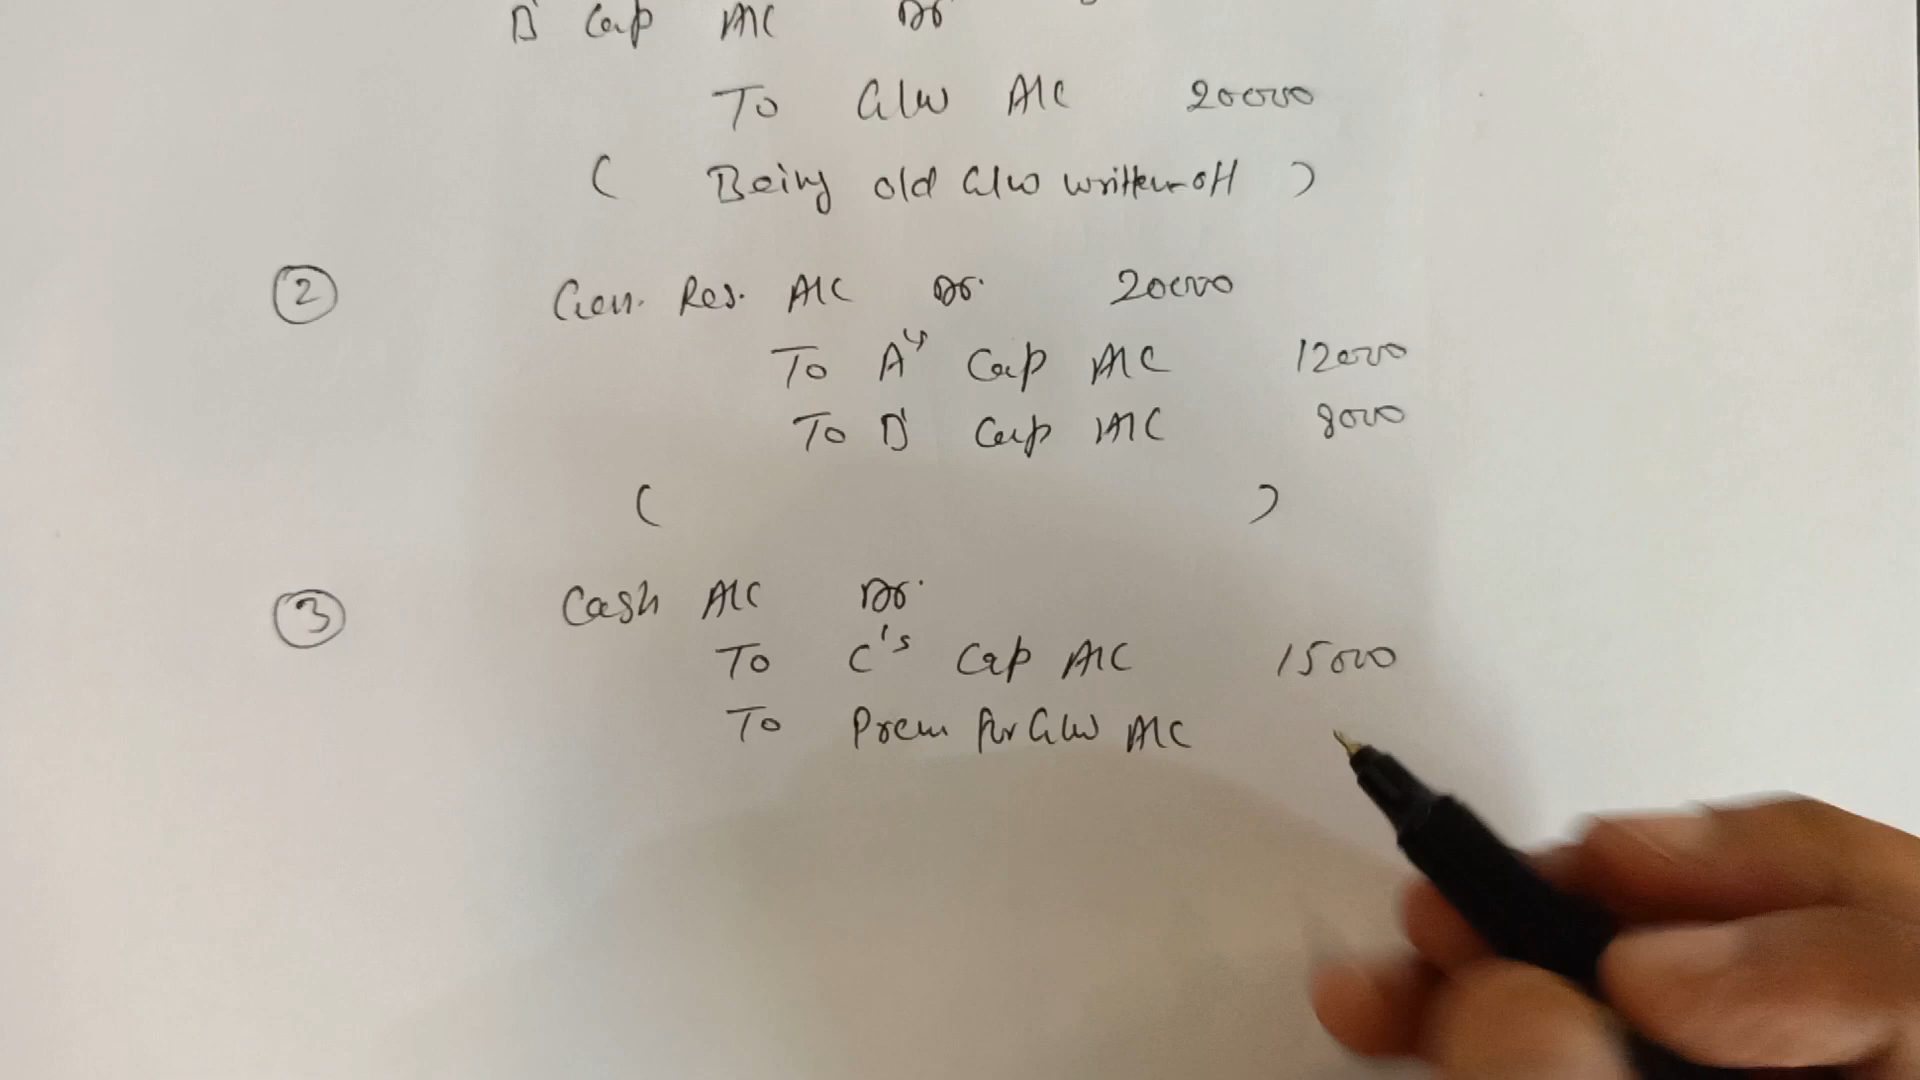 B' Cap A/C Dr
To G/W A/C 20000
( Being old G/W written off )
2 Gen. Res. A/C Dr. 20000
To A's Cap A/C 12000
To B' Cap A/C 8000
( )
3 Cash A/C Dr.
To C's Cap A/C 15000
To Prem for G/W A/C